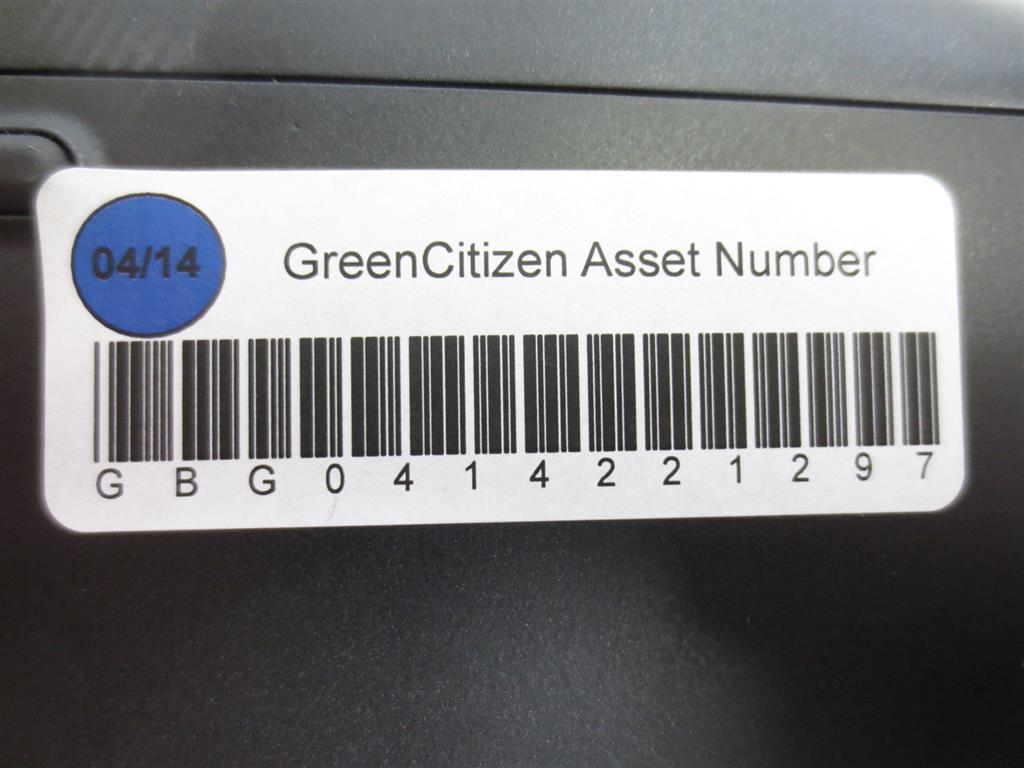 04/14
GreenCitizen Asset Number
G B G 0 4 1 4 2 2 1 2 9 7